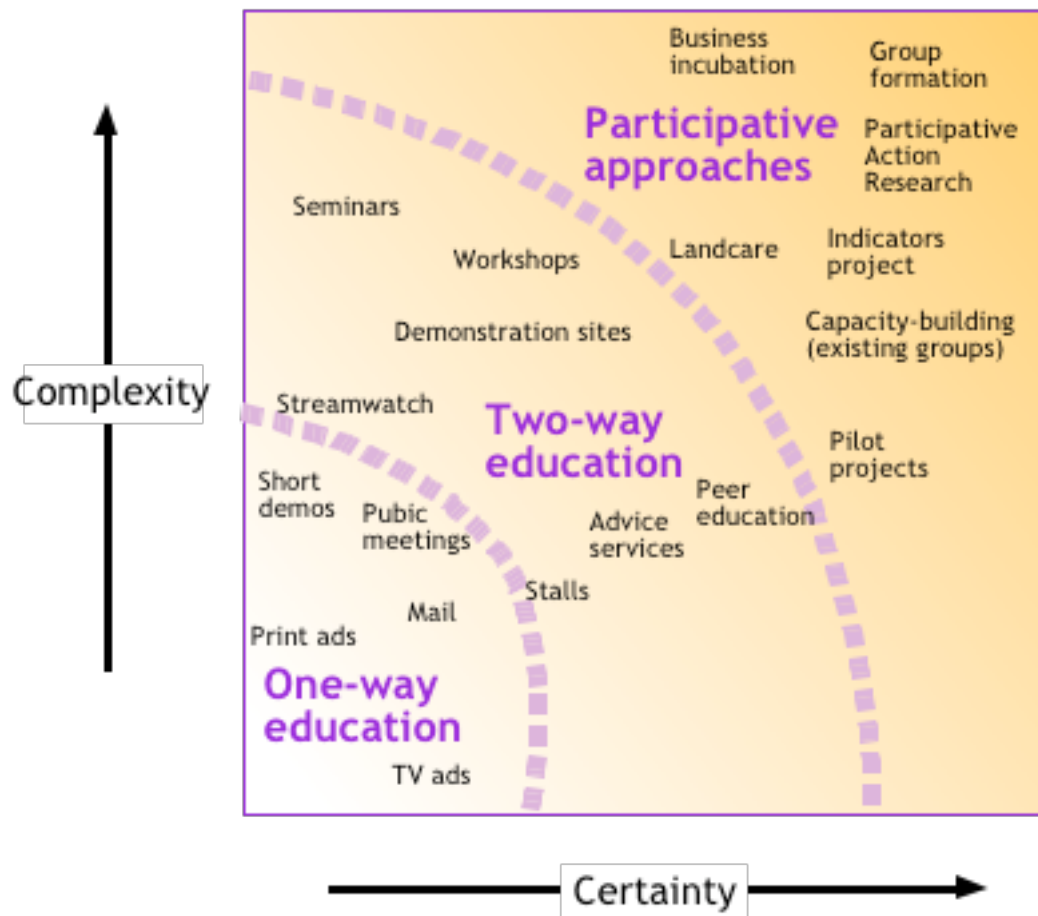 Business
incubation
Group
formation
Participative
approaches
Participative
Action
Research
Seminars
Workshops
Landcare
Indicators
project
Demonstration sites
Capacity-building
(existing groups)
Complexity
Streamwatch
Two-way
education
Pilot
projects
Short
demos
Pubic
meetings
Peer
education
Advice
services
Stalls
Mail
Print ads
One-way
education
TV ads
Certainty